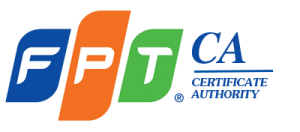 FPT CA
CERTIFICATE
AUTHORITY
®